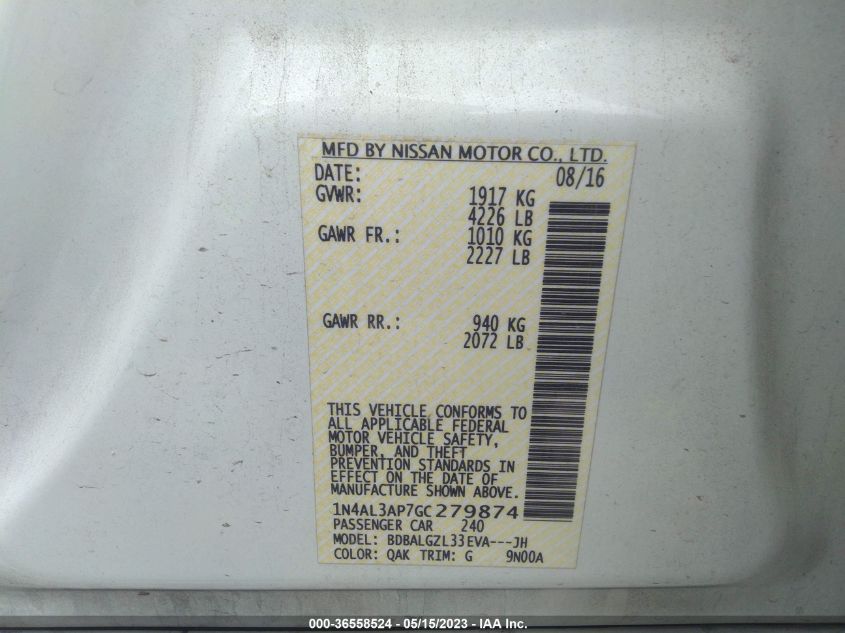 MFD BY NISSAN MOTOR CO., LTD.
DATE: 08/16
GVWR: 1917 KG
4226 LB
GAWR FR.: 1010 KG
2227 LB
GAWR RR.: 940 KG
2072 LB
THIS VEHICLE CONFORMS TO
ALL APPLICABLE FEDERAL
MOTOR VEHICLE SAFETY,
BUMPER, AND THEFT
PREVENTION STANDARDS IN
EFFECT ON THE DATE OF
MANUFACTURE SHOWN ABOVE.
1N4AL3AP7GC279874
PASSENGER CAR 240
MODEL: BDBALGZL33EVA---JH
COLOR: QAK TRIM: G 9N00A
000-36558524 - 05/15/2023 - IAA Inc.